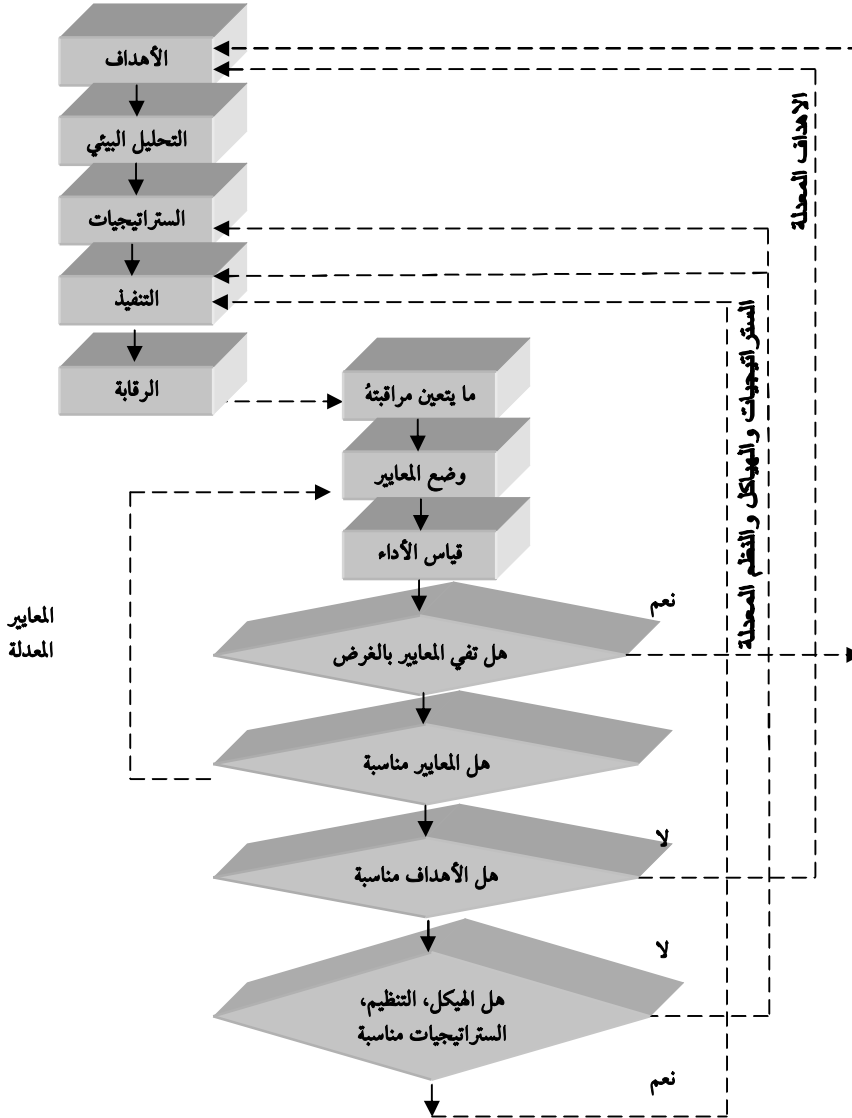 الأهداف
التحليل البيئي
الستراتيجيات
التنفيذ
الرقابة
ما يتعين مراقبتهُ
وضع المعايير
قياس الأداء
نعم
هل تفي المعايير بالغرض
المعايير
المعدلة
هل المعايير مناسبة
لا
هل الأهداف مناسبة
لا
هل الهيكل، التنظيم،
الستراتيجيات مناسبة
نعم
الاهداف المعدلة
الستراتيجيات والهياكل والنظم المعدلة